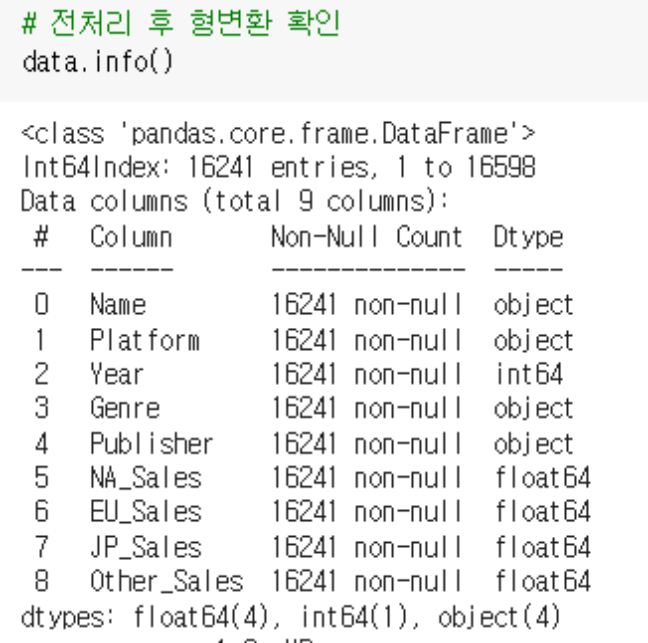 # 전처리 후 형변환 확인
data.info()
<class 'pandas.core.frame.DataFrame'>
Int64Index: 16241 entries, 1 to 16598
Data columns (total 9 columns):
#   Column       Non-Null Count  Dtype
---  ------       --------------  -----
0   Name         16241 non-null  object
1   Platform     16241 non-null  object
2   Year         16241 non-null  int64
3   Genre        16241 non-null  object
4   Publisher    16241 non-null  object
5   NA_Sales     16241 non-null  float64
6   EU_Sales     16241 non-null  float64
7   JP_Sales     16241 non-null  float64
8   Other_Sales  16241 non-null  float64
dtypes: float64(4), int64(1), object(4)